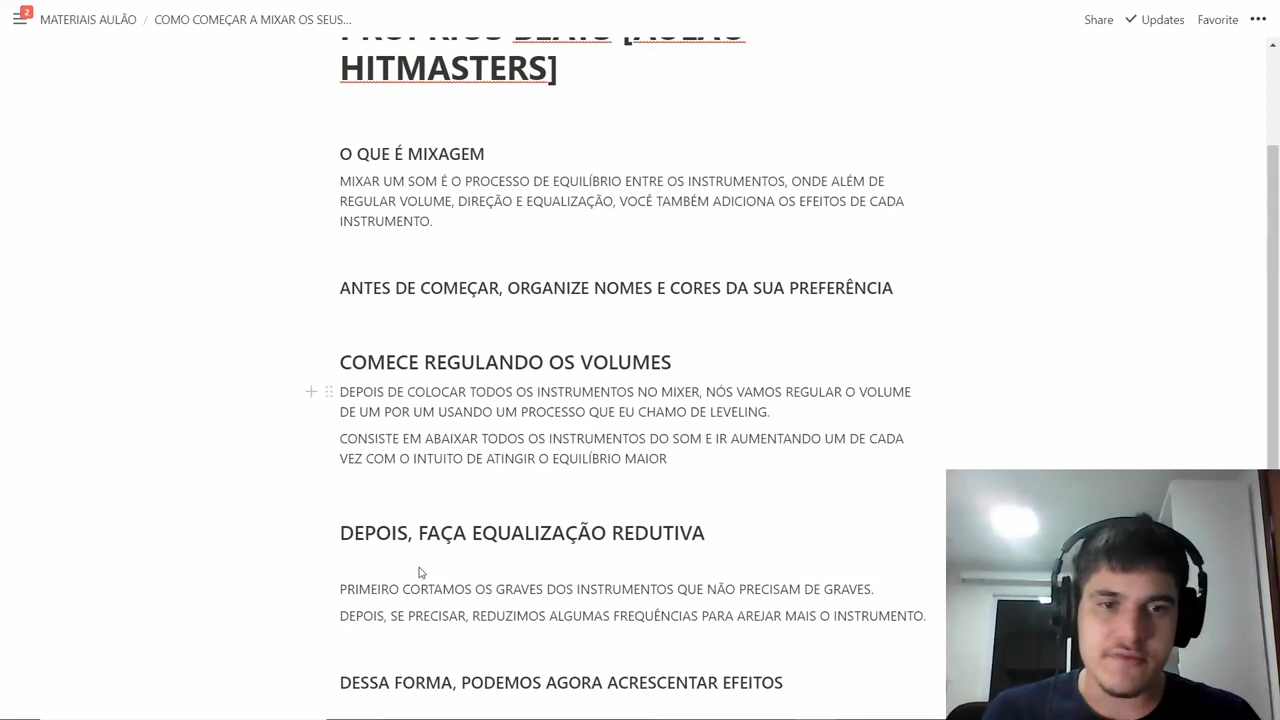 2
MATERIAIS AULÃO / COMO COMEÇAR A MIXAR OS SEUS...
Share Updates Favorite
PRÓPRIOS BEATS [AULÃO
HITMASTERS]
O QUE É MIXAGEM
MIXAR UM SOM É O PROCESSO DE EQUILÍBRIO ENTRE OS INSTRUMENTOS, ONDE ALÉM DE
REGULAR VOLUME, DIREÇÃO E EQUALIZAÇÃO, VOCÊ TAMBÉM ADICIONA OS EFEITOS DE CADA
INSTRUMENTO.
ANTES DE COMEÇAR, ORGANIZE NOMES E CORES DA SUA PREFERÊNCIA
COMECE REGULANDO OS VOLUMES
DEPOIS DE COLOCAR TODOS OS INSTRUMENTOS NO MIXER, NÓS VAMOS REGULAR O VOLUME
DE UM POR UM USANDO UM PROCESSO QUE EU CHAMO DE LEVELING.
CONSISTE EM ABAIXAR TODOS OS INSTRUMENTOS DO SOM E IR AUMENTANDO UM DE CADA
VEZ COM O INTUITO DE ATINGIR O EQUILÍBRIO MAIOR
DEPOIS, FAÇA EQUALIZAÇÃO REDUTIVA
PRIMEIRO CORTAMOS OS GRAVES DOS INSTRUMENTOS QUE NÃO PRECISAM DE GRAVES.
DEPOIS, SE PRECISAR, REDUZIMOS ALGUMAS FREQUÊNCIAS PARA AREJAR MAIS O INSTRUMENTO.
DESSA FORMA, PODEMOS AGORA ACRESCENTAR EFEITOS